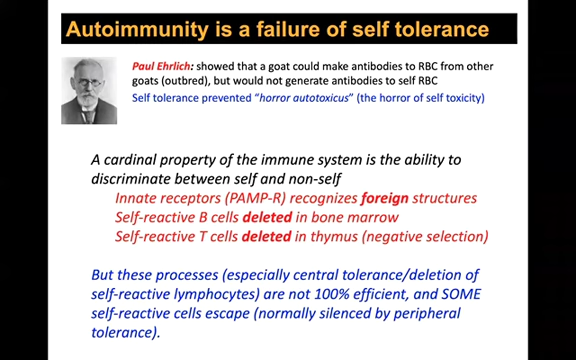 Autoimmunity is a failure of self tolerance
Paul Ehrlich: showed that a goat could make antibodies to RBC from other
goats (outbred), but would not generate antibodies to self RBC
Self tolerance prevented “horror autotoxicus” (the horror of self toxicity)
A cardinal property of the immune system is the ability to
discriminate between self and non-self
Innate receptors (PAMP-R) recognizes foreign structures
Self-reactive B cells deleted in bone marrow
Self-reactive T cells deleted in thymus (negative selection)
But these processes (especially central tolerance/deletion of
self-reactive lymphocytes) are not 100% efficient, and SOME
self-reactive cells escape (normally silenced by peripheral
tolerance).